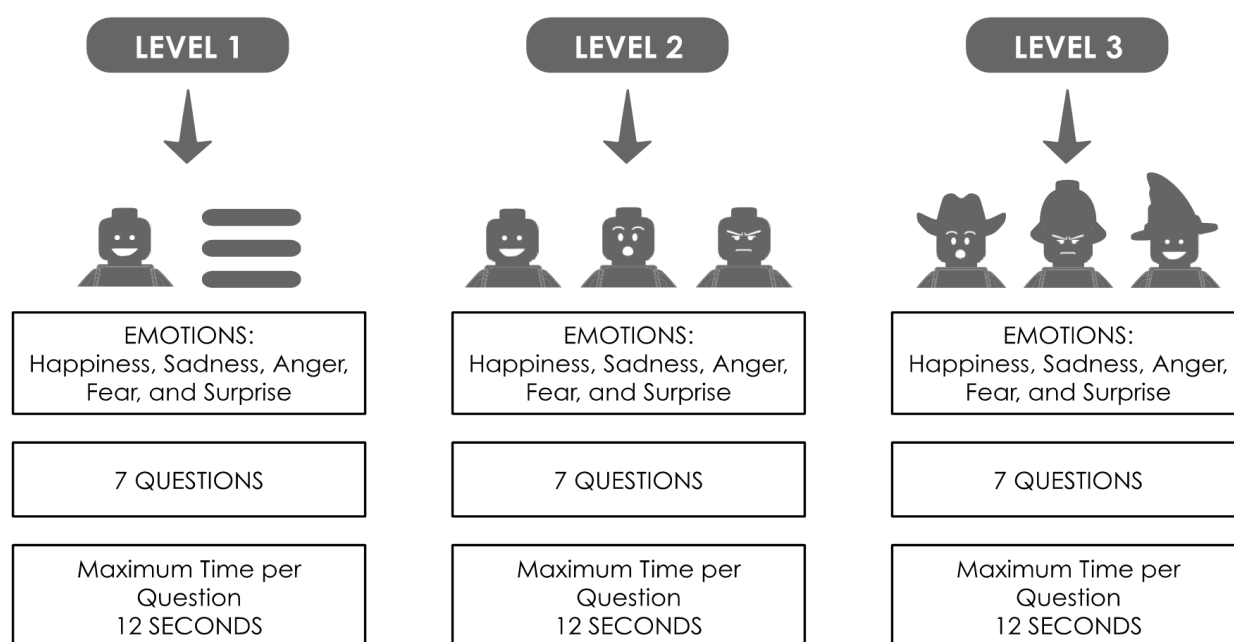 LEVEL 1
LEVEL 2
LEVEL 3
EMOTIONS:
Happiness, Sadness, Anger,
Fear, and Surprise
EMOTIONS:
Happiness, Sadness, Anger,
Fear, and Surprise
EMOTIONS:
Happiness, Sadness, Anger,
Fear, and Surprise
7 QUESTIONS
7 QUESTIONS
7 QUESTIONS
Maximum Time per
Question
12 SECONDS
Maximum Time per
Question
12 SECONDS
Maximum Time per
Question
12 SECONDS